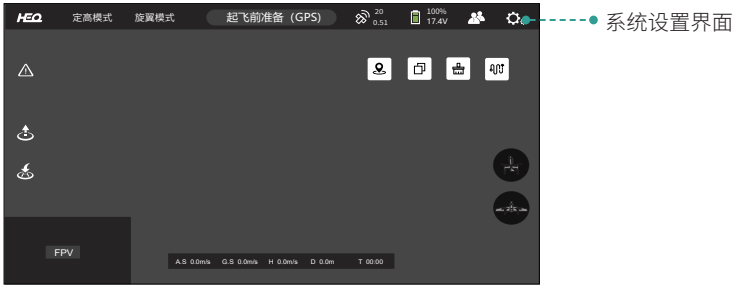 HEQ 定高模式 旋翼模式 起飞前准备 (GPS) 20 0.51 100% 17.4V
系统设置界面
FPV
A.S 0.0m/s G.S 0.0m/s H 0.0m/s D 0.0m T 00:00